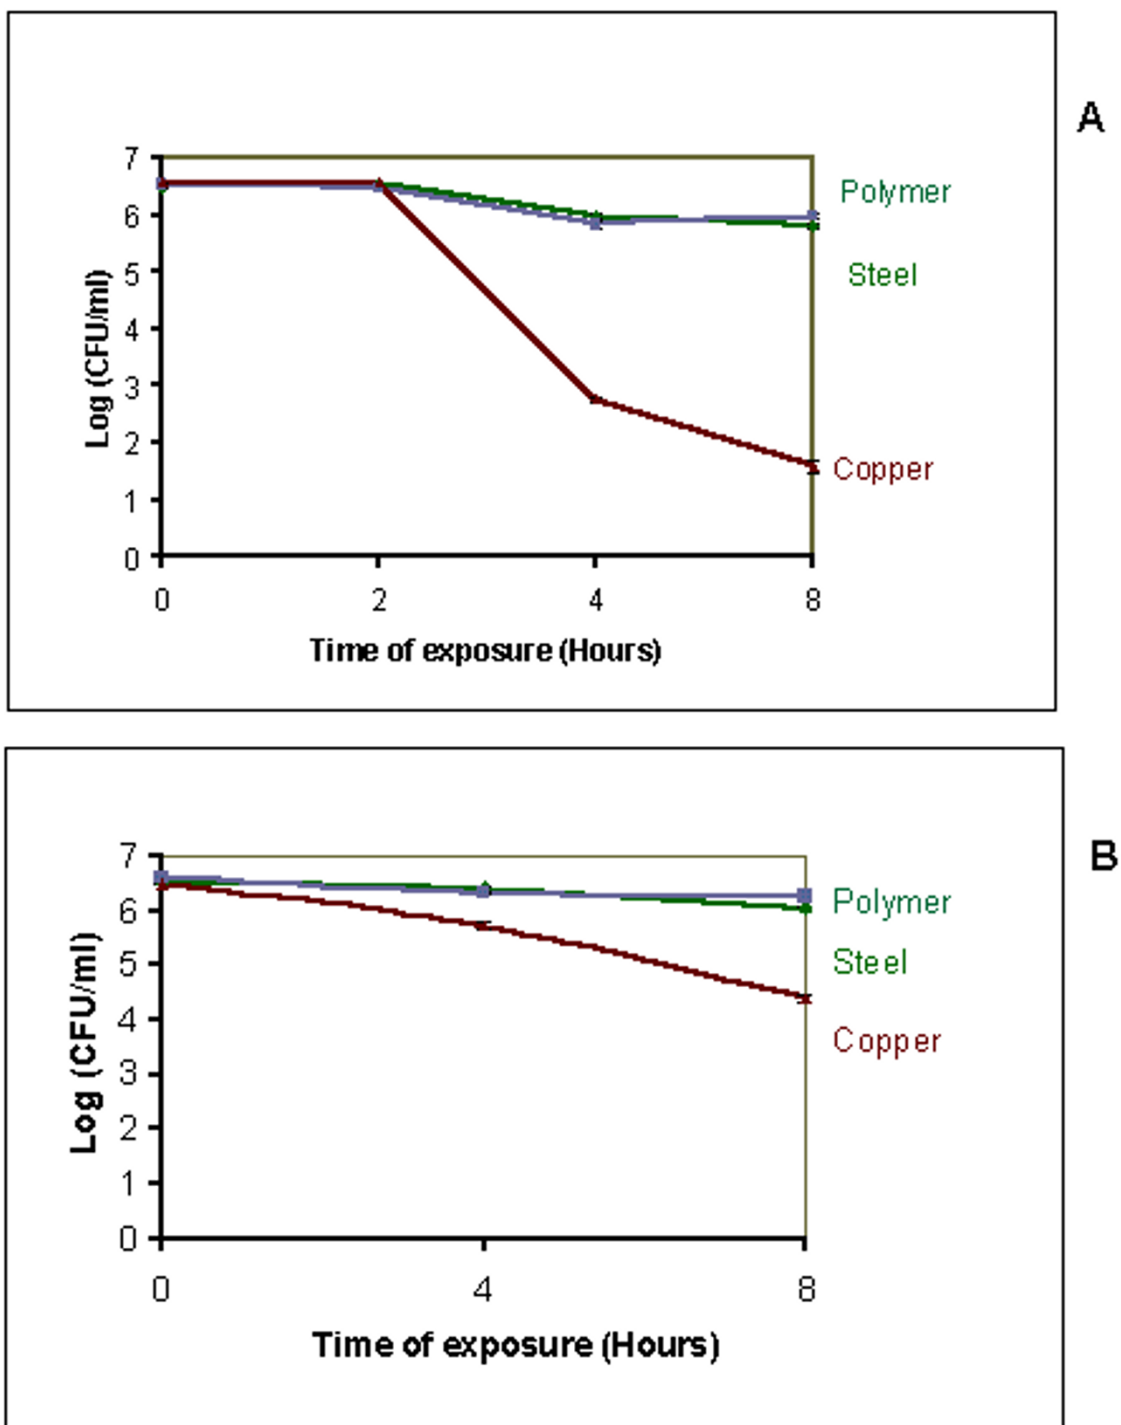 A
7
6
5
4
3
2
1
0
Log (CFU/ml)
0 2 4 8
Time of exposure (Hours)
Polymer
Steel
Copper
B
7
6
5
4
3
2
1
0
Log (CFU/ml)
0 4 8
Time of exposure (Hours)
Polymer
Steel
Copper